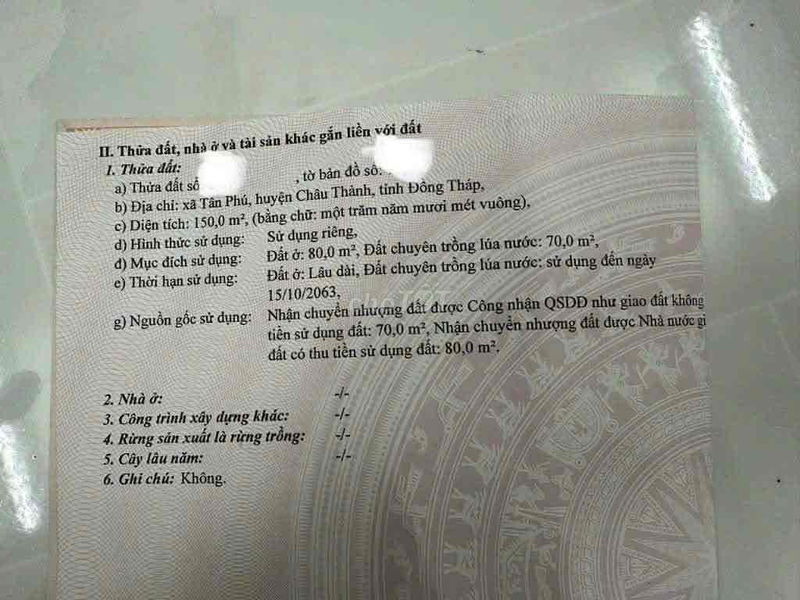 II. Thửa đất, nhà ở và tài sản khác gắn liền với đất
1. Thửa đất:
a) Thửa đất số , tờ bản đồ số:
b) Địa chỉ: xã Tân Phú, huyện Châu Thành, tỉnh Đồng Tháp,
c) Diện tích: 150,0 m², (bằng chữ: một trăm năm mươi mét vuông),
d) Hình thức sử dụng: Sử dụng riêng,
đ) Mục đích sử dụng: Đất ở: 80,0 m², Đất chuyên trồng lúa nước: 70,0 m²,
e) Thời hạn sử dụng: Đất ở: Lâu dài, Đất chuyên trồng lúa nước: sử dụng đến ngày
15/10/2063,
g) Nguồn gốc sử dụng: Nhận chuyển nhượng đất được Công nhận QSDĐ như giao đất không
tiền sử dụng đất: 70,0 m², Nhận chuyển nhượng đất được Nhà nước gi
đất có thu tiền sử dụng đất: 80,0 m².
2. Nhà ở: -/-
3. Công trình xây dựng khác: -/-
4. Rừng sản xuất là rừng trồng: -/-
5. Cây lâu năm: -/-
6. Ghi chú: Không.